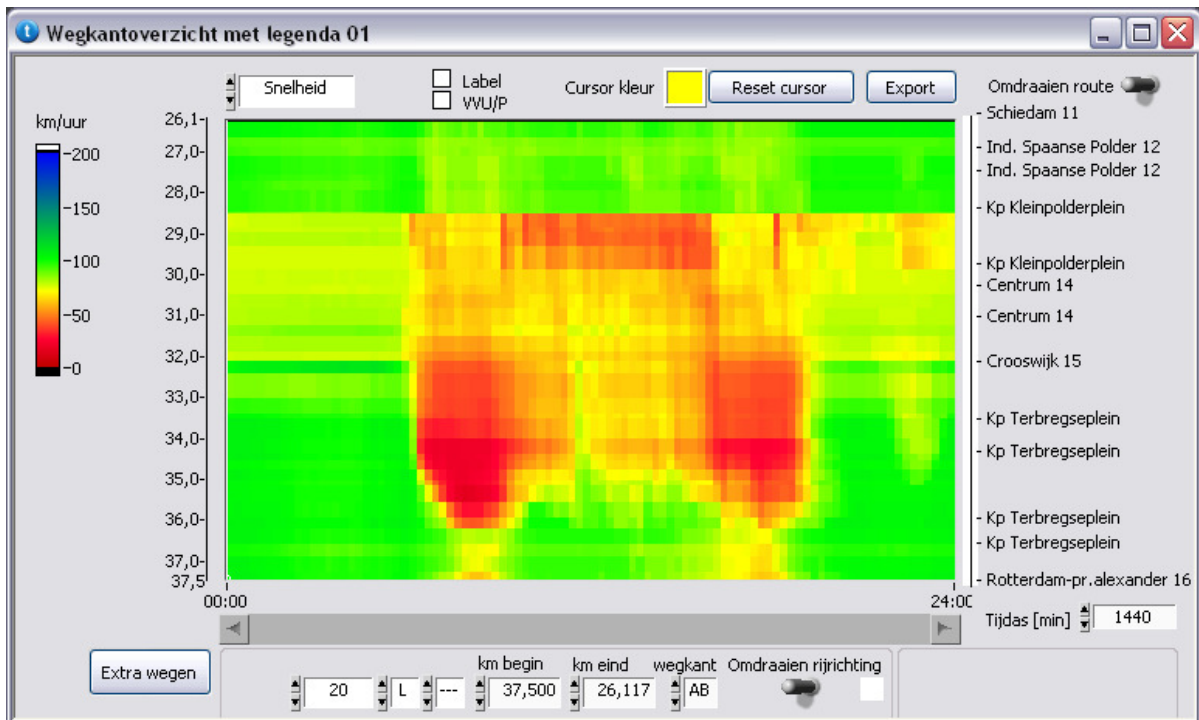 Wegkantoverzicht met legenda 01
Snelheid
Label
VVU/P
Cursor kleur
Reset cursor
Export
Omdraaien route
km/uur
200
150
100
50
0
26,1
27,0
28,0
29,0
30,0
31,0
32,0
33,0
34,0
35,0
36,0
37,0
37,5
Schiedam 11
Ind. Spaanse Polder 12
Ind. Spaanse Polder 12
Kp Kleinpolderplein
Kp Kleinpolderplein
Centrum 14
Centrum 14
Crooswijk 15
Kp Terbregseplein
Kp Terbregseplein
Kp Terbregseplein
Kp Terbregseplein
Rotterdam-pr.alexander 16
00:00
24:00
Tijdas [min] 1440
Extra wegen
km begin km eind wegkant Omdraaien rijrichting
20 L --- 37,500 26,117 AB